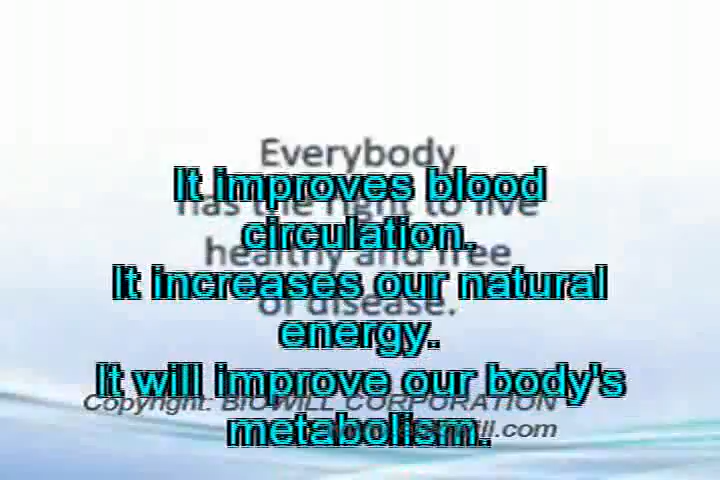 Everybody
It improves blood
has the right to live
circulation.
healthy and free
It increases our natural
of disease.
energy.
It will improve our body's
Copyright: BIOWILL CORPORATION
metabolism.